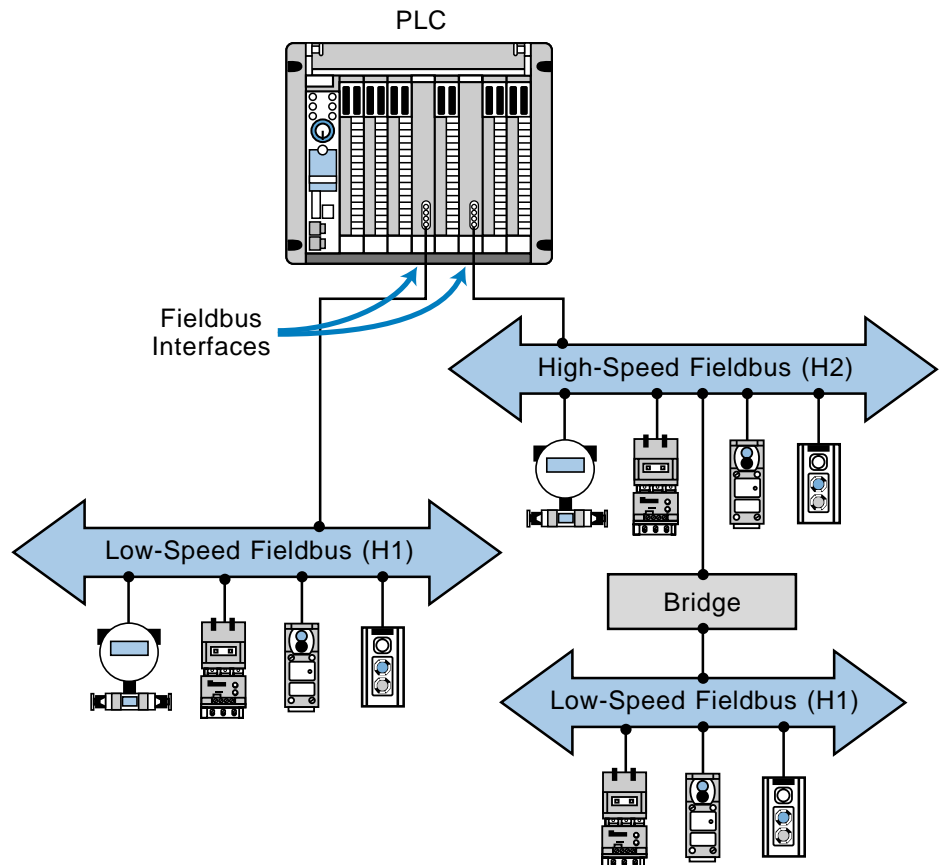 PLC
Fieldbus
Interfaces
High-Speed Fieldbus (H2)
Low-Speed Fieldbus (H1)
Bridge
Low-Speed Fieldbus (H1)